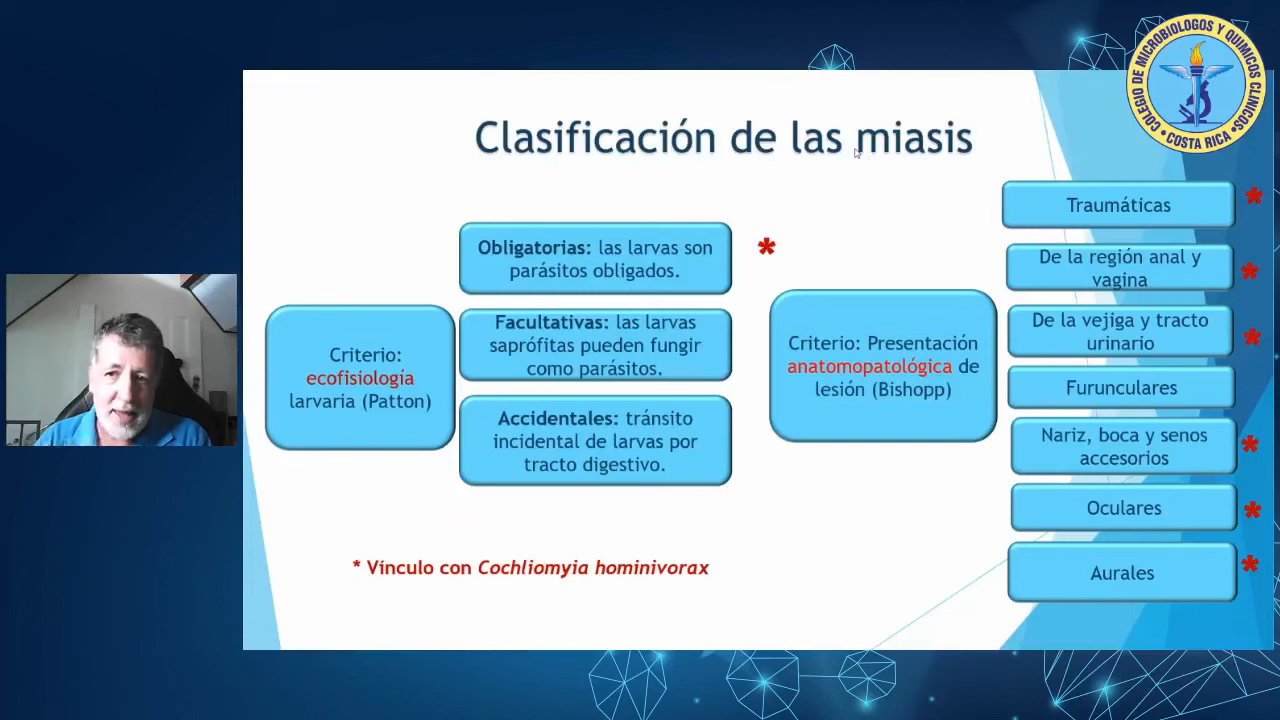 COLEGIO DE MICROBIOLOGOS Y QUIMICOS CLINICOS
COSTA RICA
Clasificación de las miasis
Criterio:
ecofisiología
larvaria (Patton)
Obligatorias: las larvas son
parásitos obligados.
*
Facultativas: las larvas
saprófitas pueden fungir
como parásitos.
Accidentales: tránsito
incidental de larvas por
tracto digestivo.
Criterio: Presentación
anatomopatológica de
lesión (Bishopp)
Traumáticas *
De la región anal y
vagina *
De la vejiga y tracto
urinario *
Furunculares
Nariz, boca y senos
accesorios *
Oculares *
Aurales *
* Vínculo con Cochliomyia hominivorax